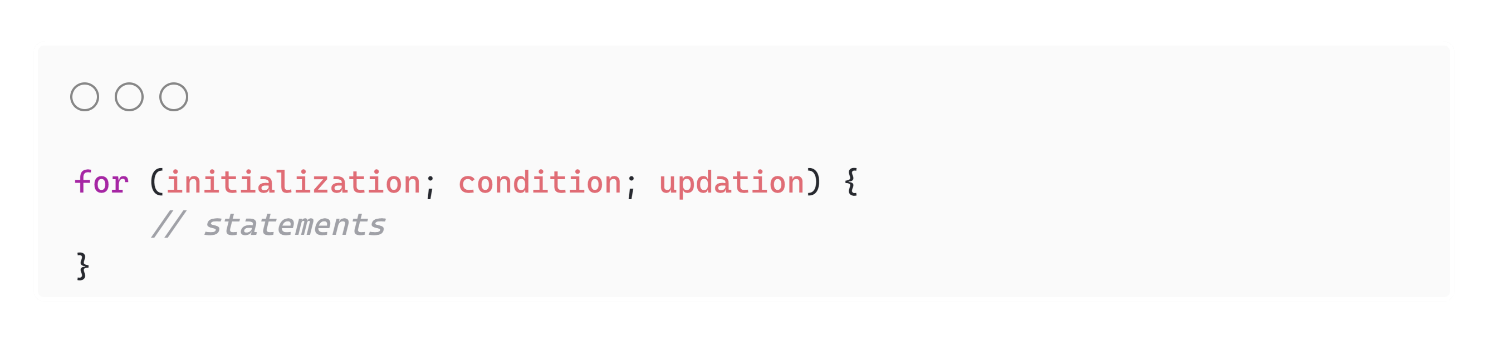 for (initialization; condition; updation) {
    // statements
}